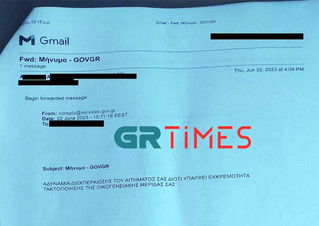 Gmail - Fwd: Μήνυμα - GOVGR
Gmail
Fwd: Μήνυμα - GOVGR
1 message
Thu, Jun 22, 2023 at 4:04 PM
Begin forwarded message:
From: noreply@services.gov.gr
Date: 22 June 2023 - 15:11:19 EEST
To
GRTiMES
Subject: Μήνυμα - GOVGR
ΑΔΥΝΑΜΙΑ ΔΙΕΚΠΕΡΑΙΩΣΗΣ ΤΟΥ ΑΙΤΗΜΑΤΟΣ ΣΑΣ ΔΙΟΤΙ ΥΠΑΡΧΕΙ ΕΚΚΡΕΜΟΤΗΤΑ
ΤΑΚΤΟΠΟΙΗΣΗΣ ΤΗΣ ΟΙΚΟΓΕΝΕΙΑΚΗΣ ΜΕΡΙΔΑΣ ΣΑΣ